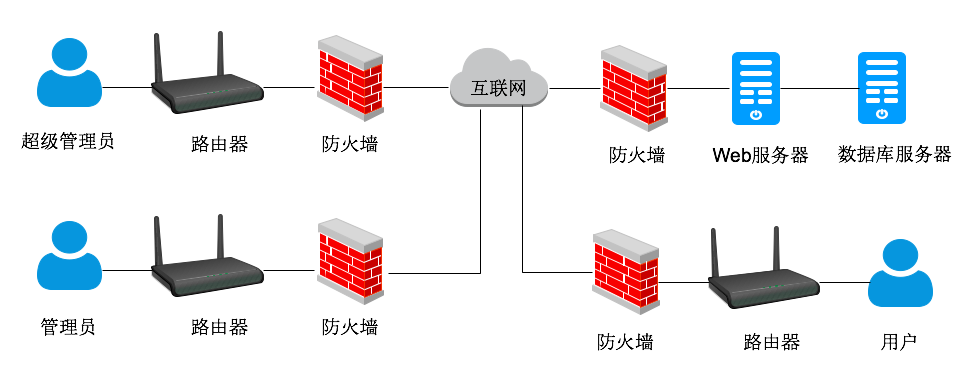 互联网
超级管理员
路由器
防火墙
防火墙
Web服务器
数据库服务器
管理员
路由器
防火墙
防火墙
路由器
用户